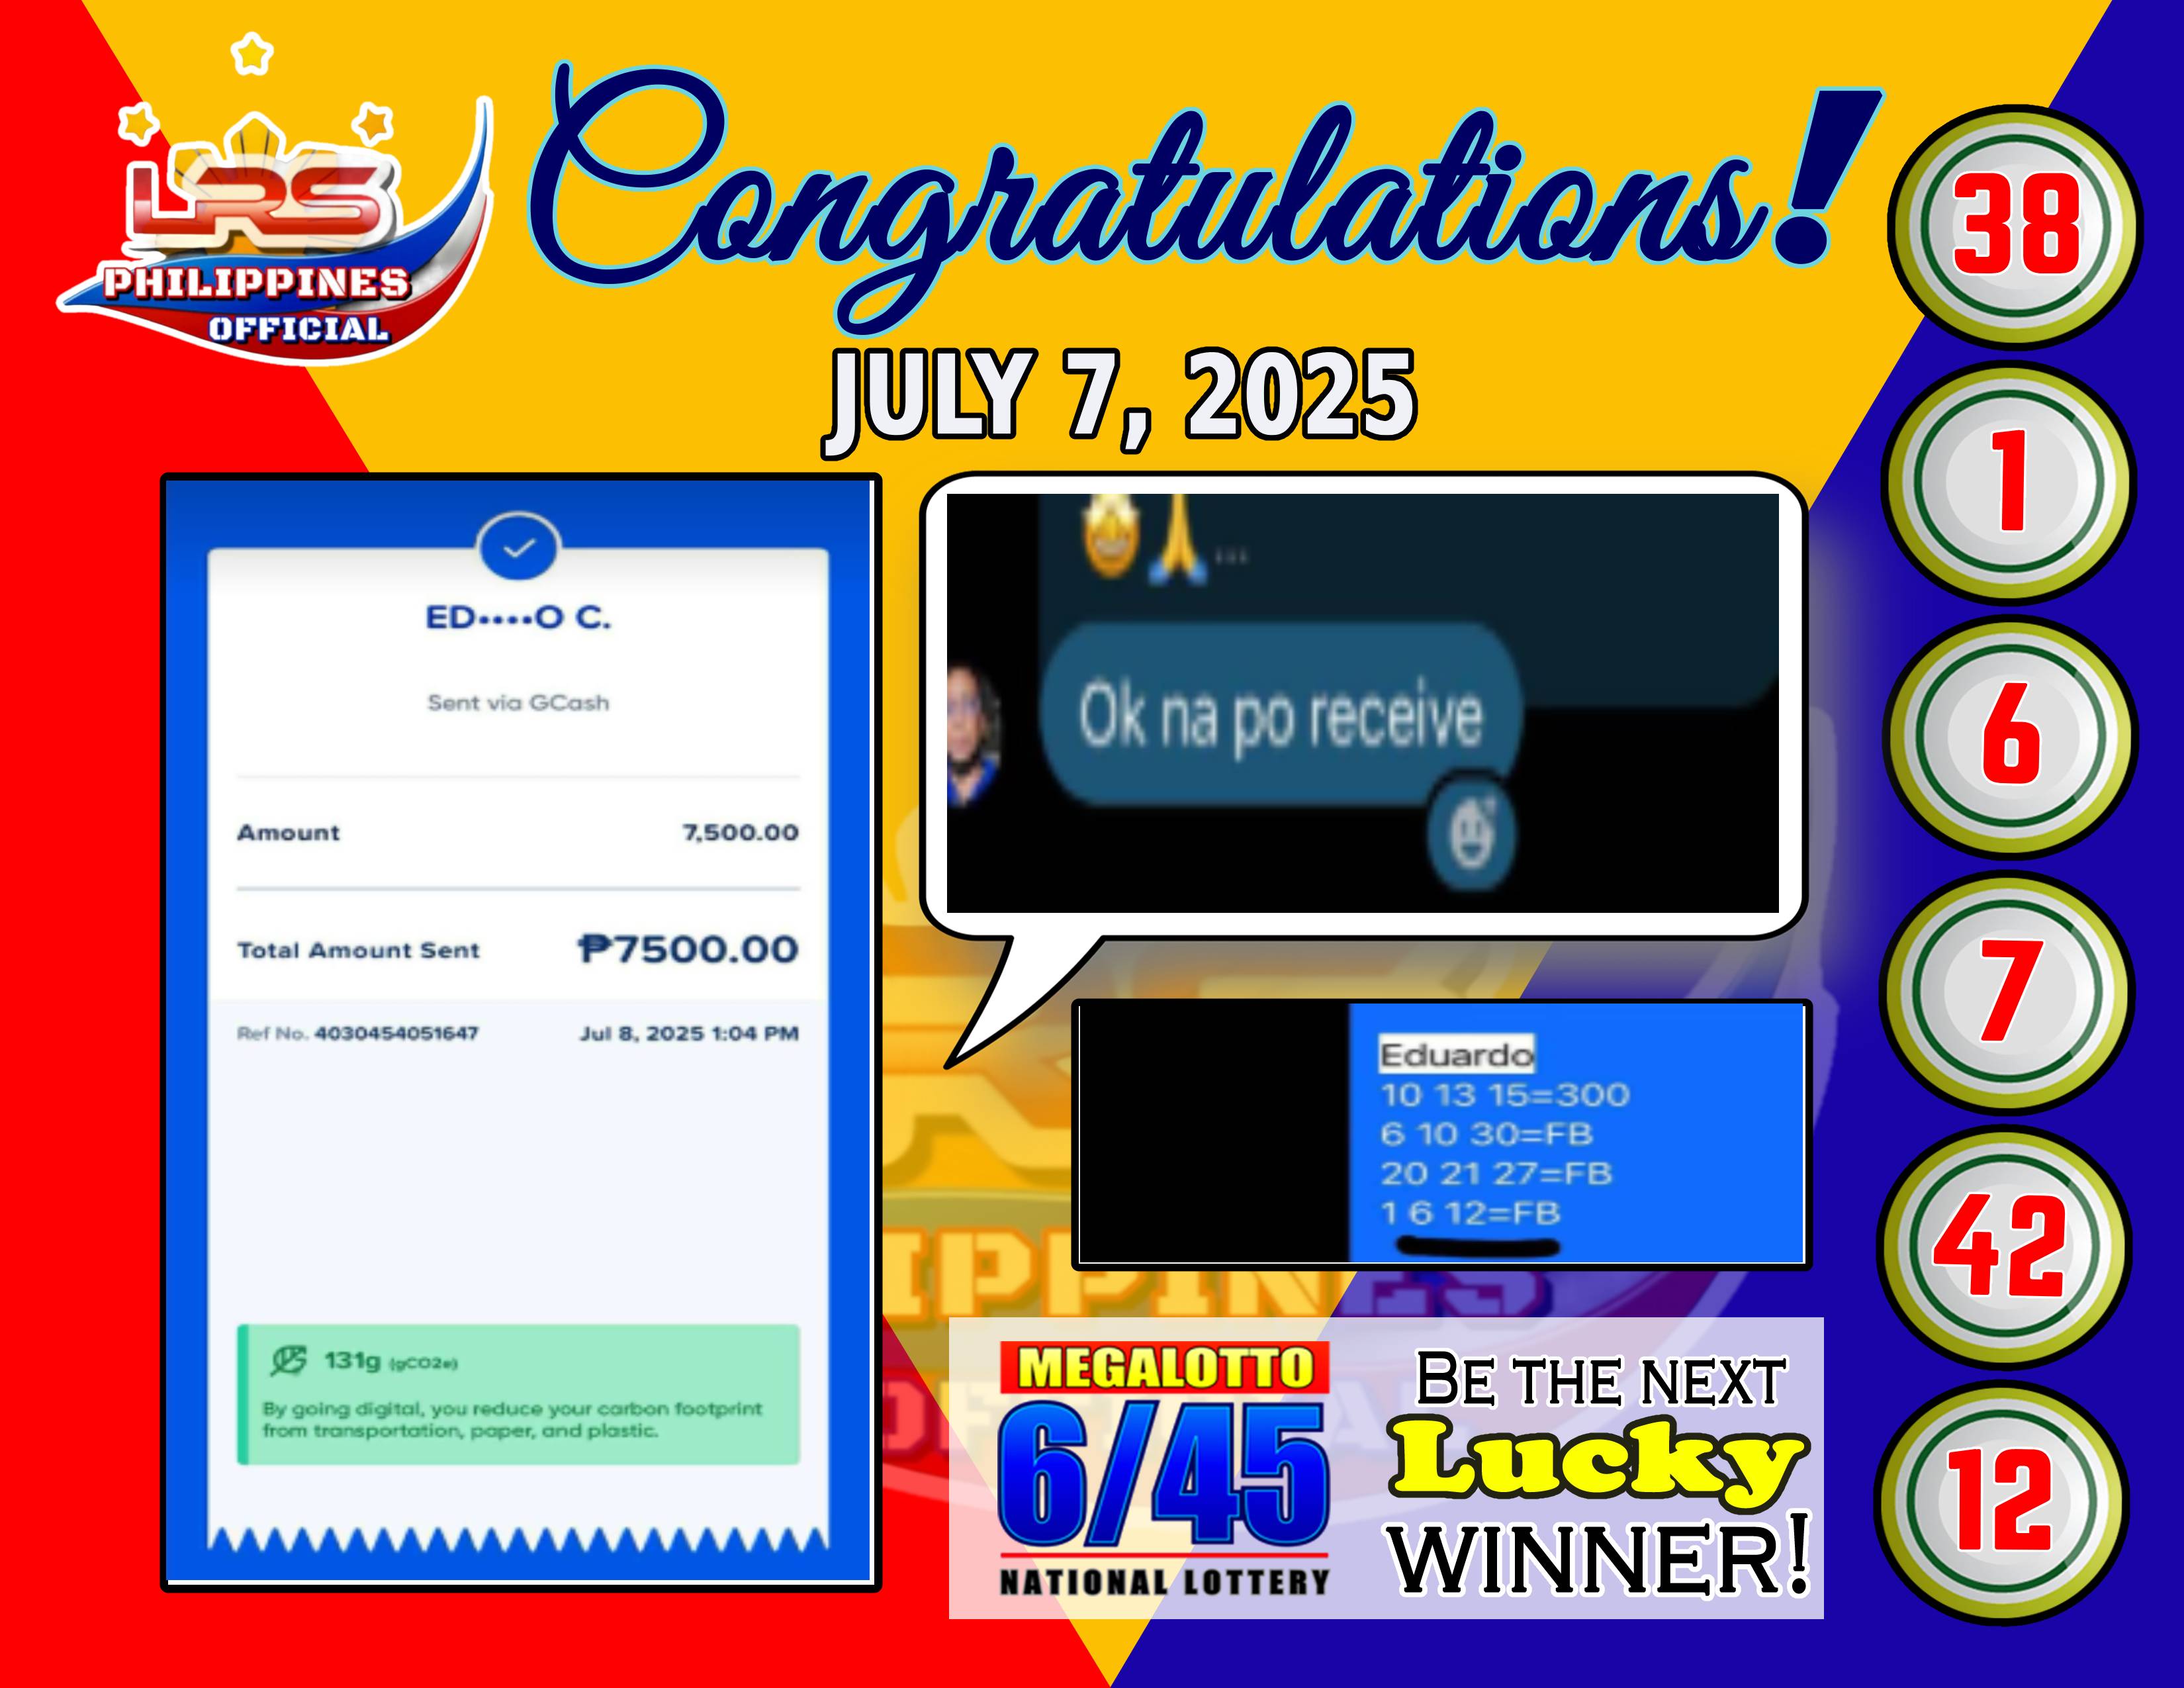 LRS
PHILIPPINES
OFFICIAL
Congratulations!
JULY 7, 2025
ED••••O C.
Sent via GCash
Amount 7,500.00
Total Amount Sent ₱7500.00
Ref No. 4030454051647 Jul 8, 2025 1:04 PM
131g (gCO2e)
By going digital, you reduce your carbon footprint
from transportation, paper, and plastic.
🤩🙏...
Ok na po receive
Eduardo
10 13 15=300
6 10 30=FB
20 21 27=FB
1 6 12=FB
MEGALOTTO
6/45
NATIONAL LOTTERY
BE THE NEXT
Lucky
WINNER!
38
1
6
7
42
12